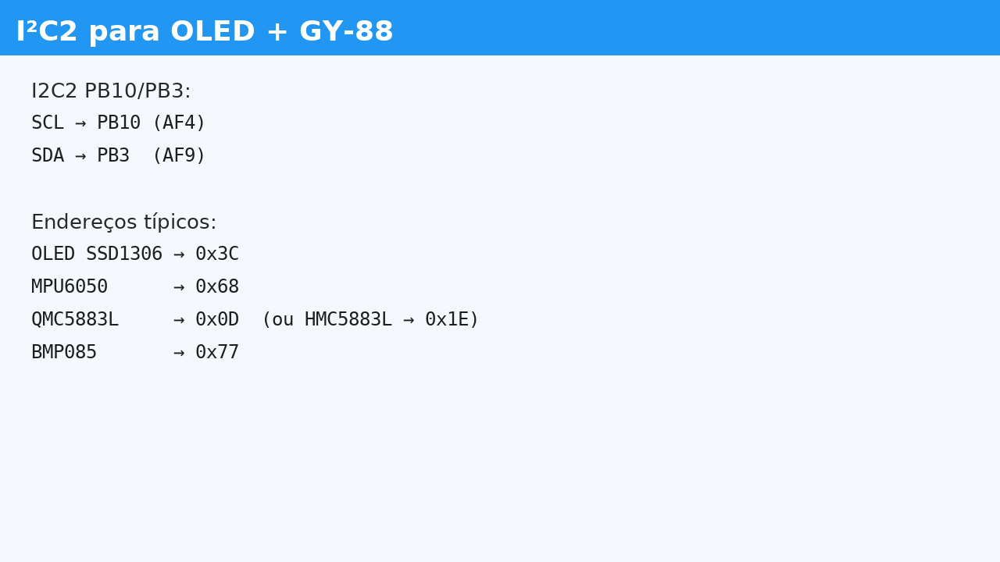 I²C2 para OLED + GY-88
I2C2 PB10/PB3:
SCL → PB10 (AF4)
SDA → PB3  (AF9)
Endereços típicos:
OLED SSD1306 → 0x3C
MPU6050      → 0x68
QMC5883L     → 0x0D  (ou HMC5883L → 0x1E)
BMP085       → 0x77